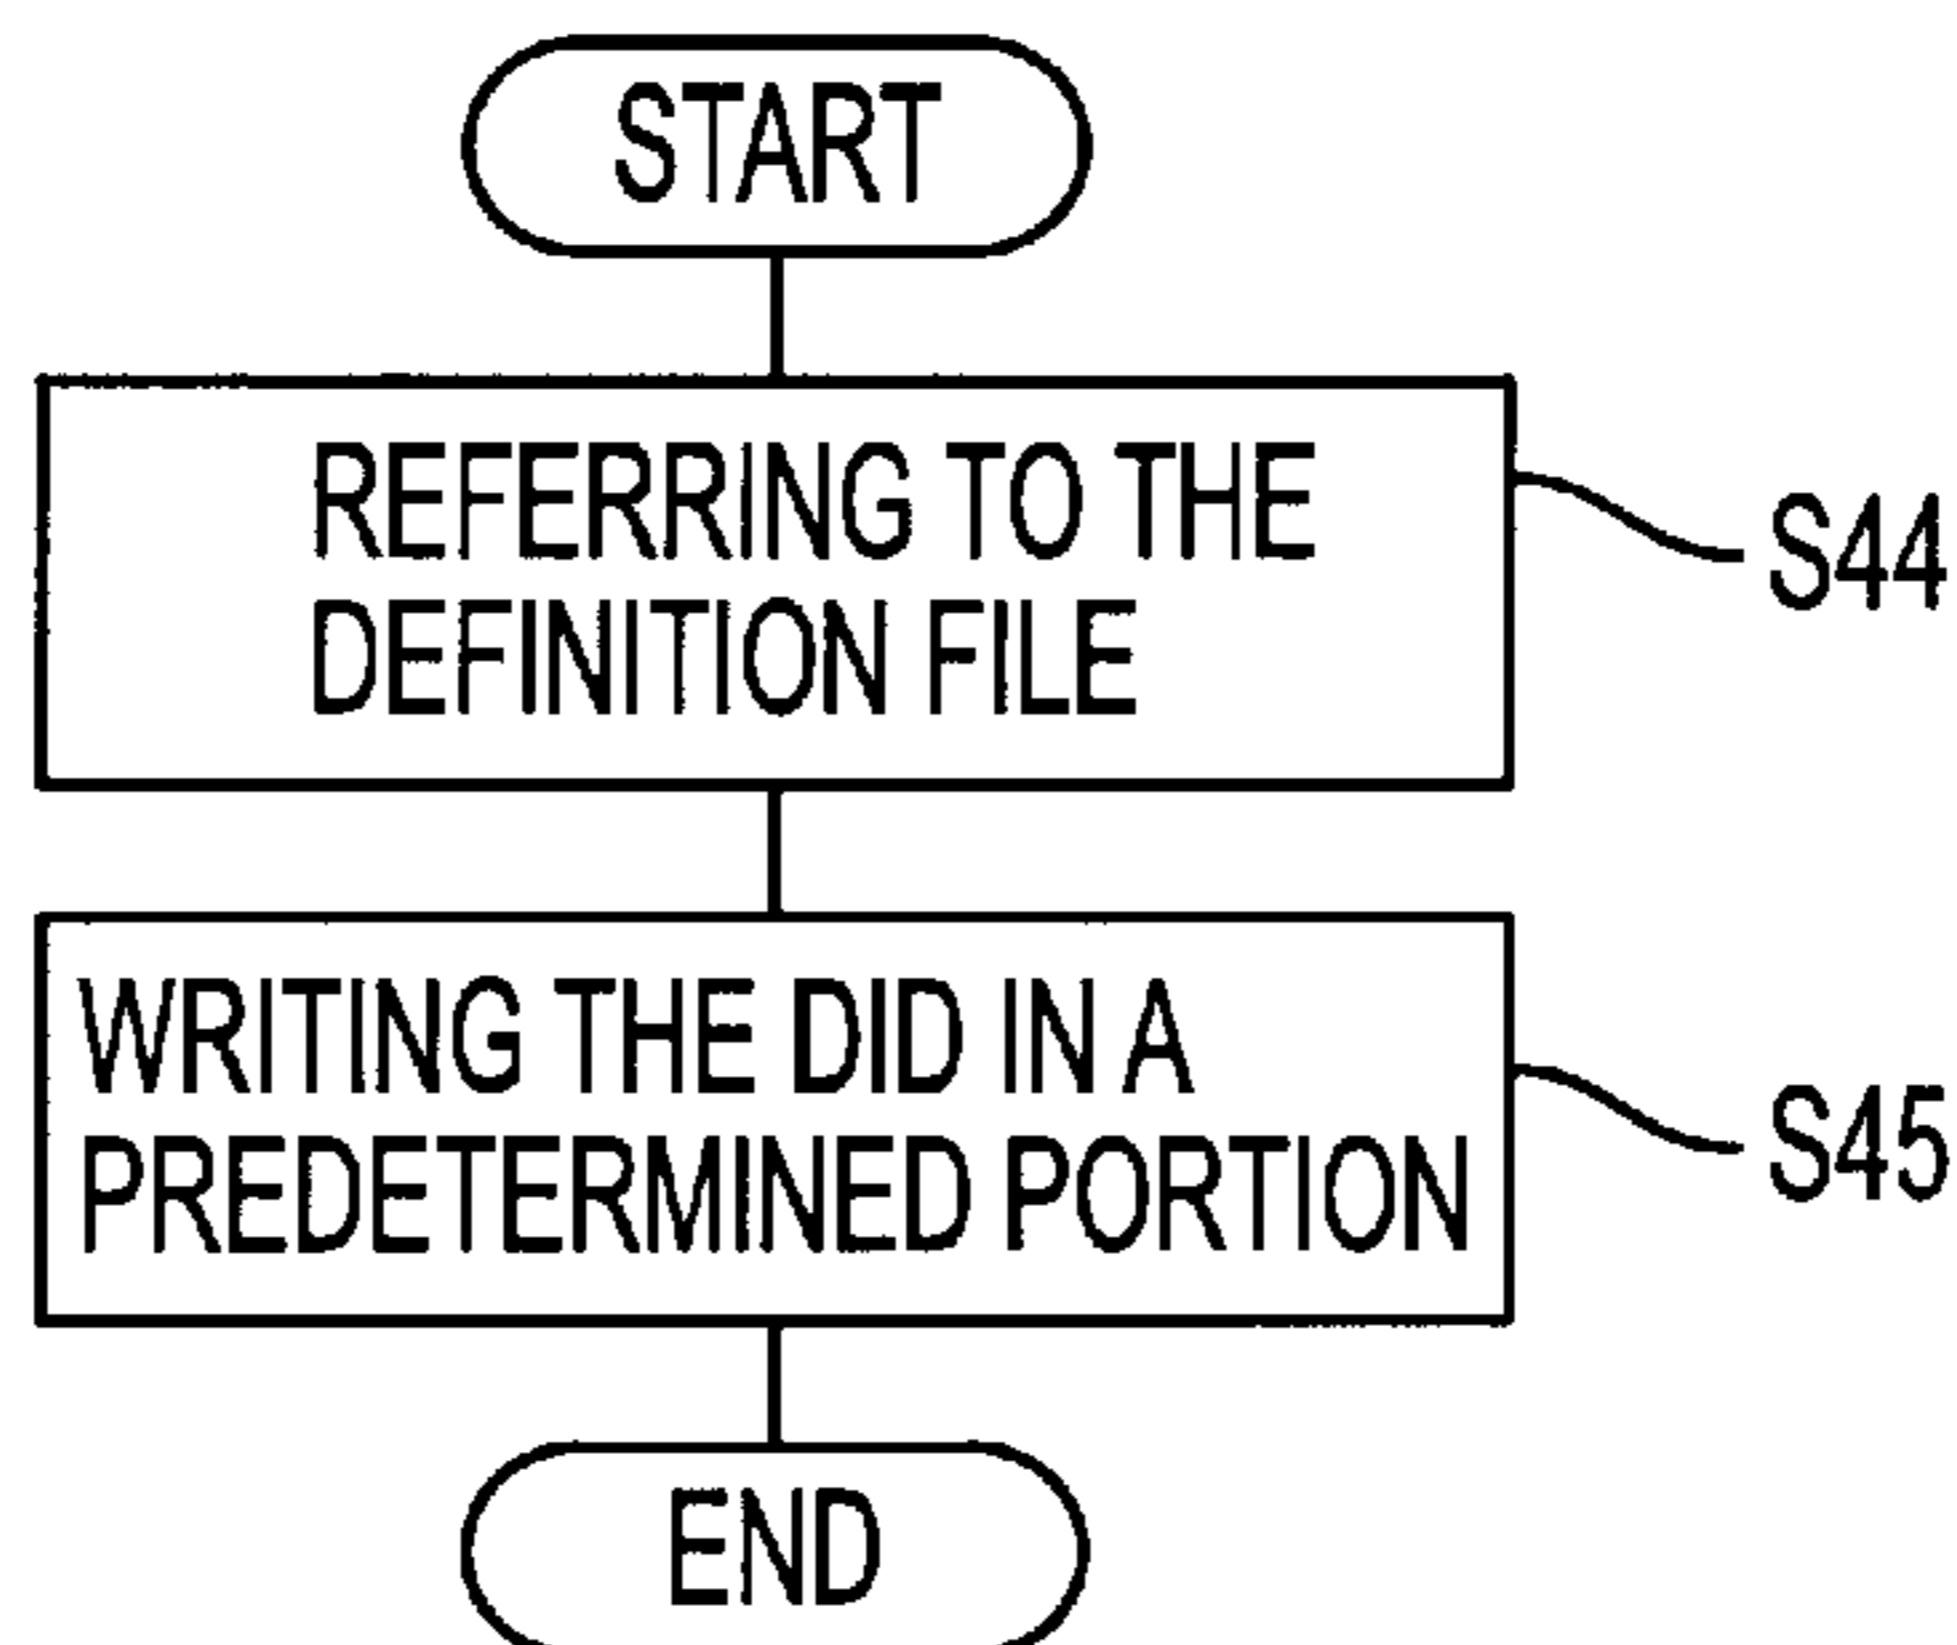 START
REFERRING TO THE
DEFINITION FILE
S44
WRITING THE DID IN A
PREDETERMINED PORTION
S45
END